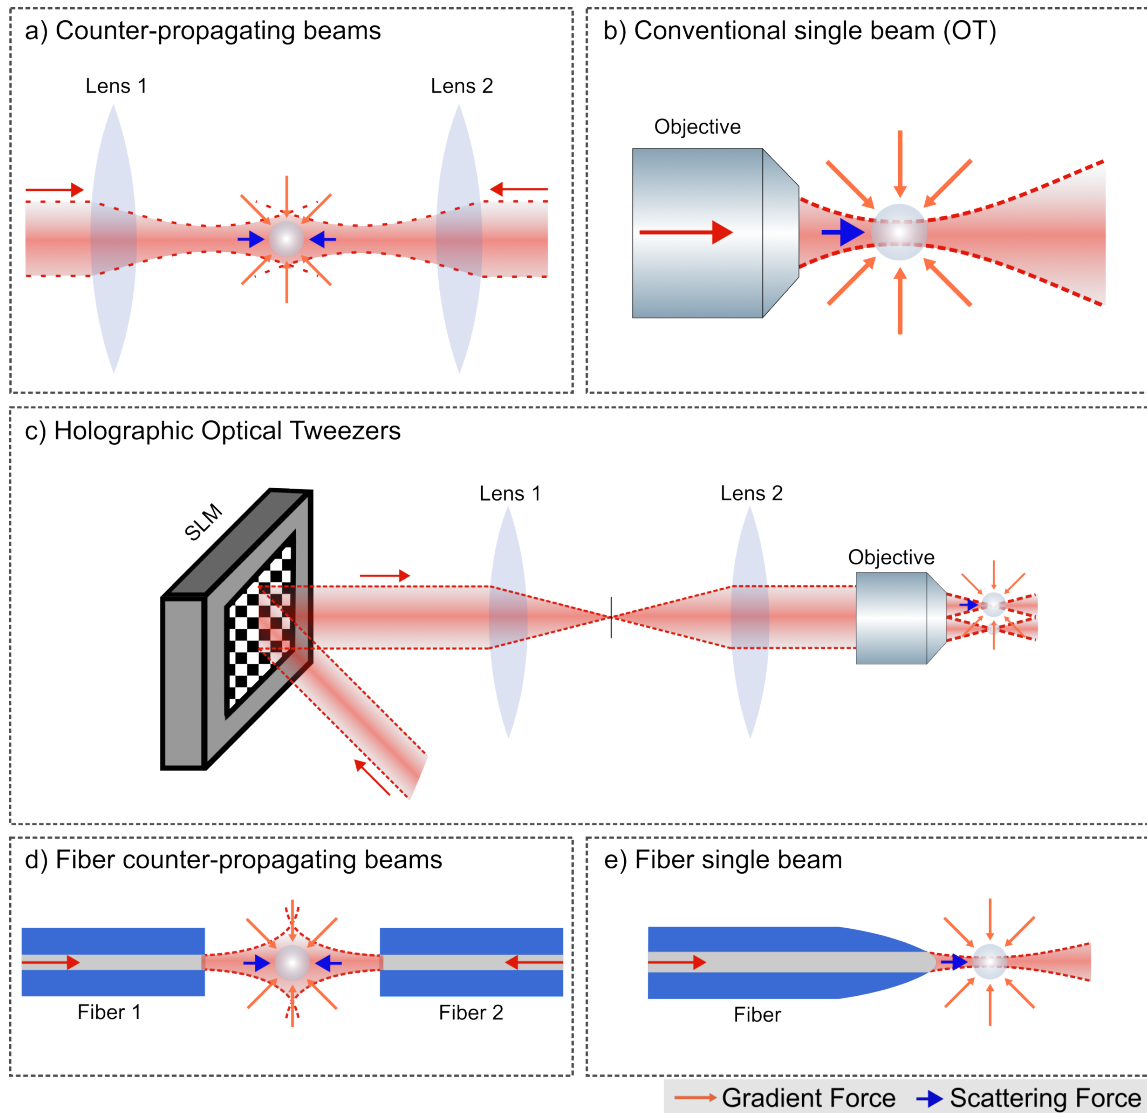 a) Counter-propagating beams
Lens 1
Lens 2
b) Conventional single beam (OT)
Objective
c) Holographic Optical Tweezers
SLM
Lens 1
Lens 2
Objective
d) Fiber counter-propagating beams
Fiber 1
Fiber 2
e) Fiber single beam
Fiber
Gradient Force
Scattering Force